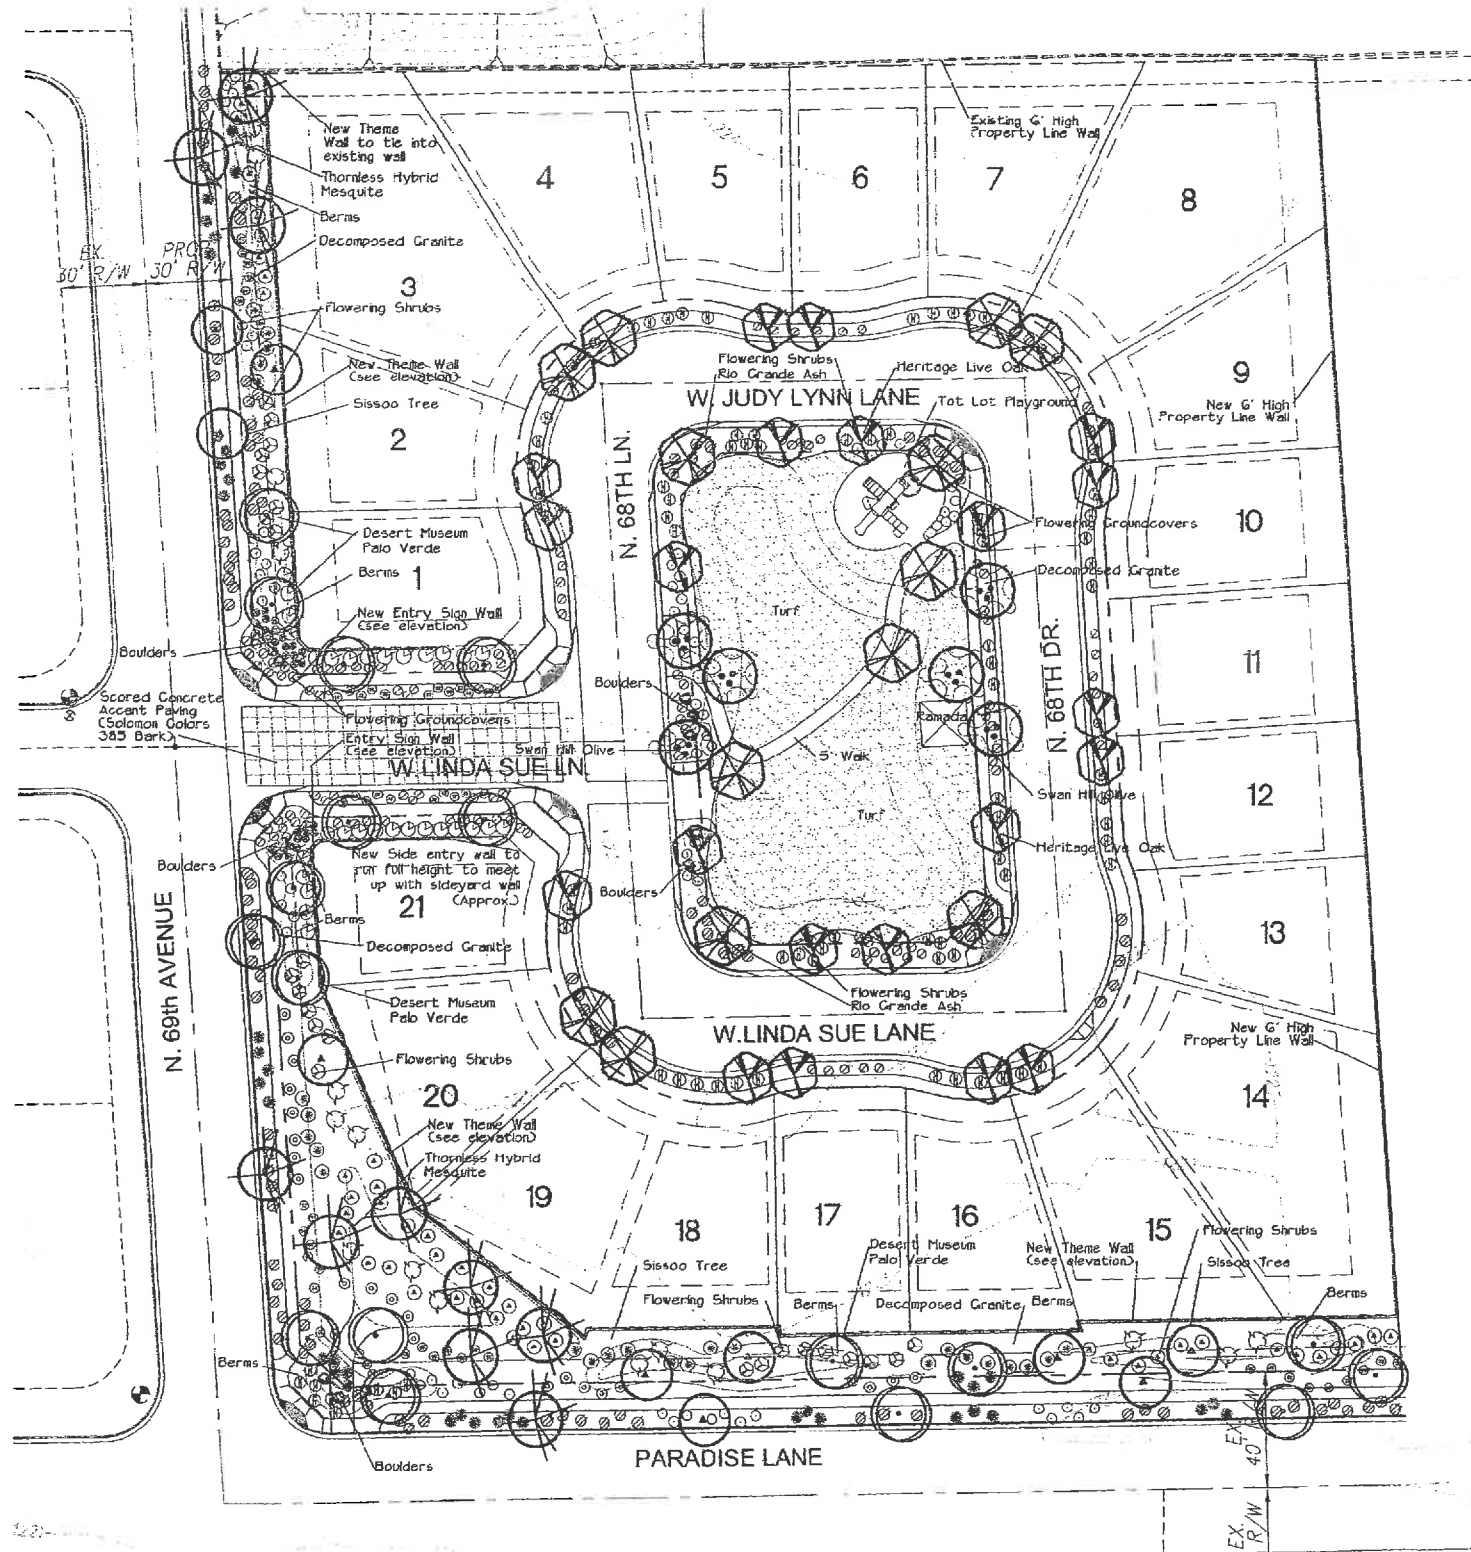 New Theme
Wall to tie into
existing wall
Thornless Hybrid
Mesquite
Berms
Decomposed Granite
EX.
30' R/W
PROP.
30' R/W
3
Flowering Shrubs
New Theme Wall
(see elevation)
Sissoo Tree
2
Desert Museum
Palo Verde
Berms
1
New Entry Sign Wall
(see elevation)
Boulders
4
5
6
7
Existing 6' High
Property Line Wall
8
9
New 6' High
Property Line Wall
10
11
12
13
New 6' High
Property Line Wall
14
Flowering Shrubs
Rio Grande Ash
Heritage Live Oak
W. JUDY LYNN LANE
Tot Lot Playground
N. 68TH LN.
Flowering Groundcovers
Decomposed Granite
Turf
N. 68TH DR.
Boulders
Ramada
Swan Hill Olive
5' Walk
Swan Hill Olive
Turf
Heritage Live Oak
Boulders
Flowering Shrubs
Rio Grande Ash
W.LINDA SUE LANE
Scored Concrete
Accent Paving
(Solomon Colors
385 Bark)
Flowering Groundcovers
Entry Sign Wall
(see elevation)
W LINDA SUE LN
Boulders
New Side entry wall to
run full height to meet
up with sideyard wall
(Approx.)
21
Berms
Decomposed Granite
N. 69th AVENUE
Desert Museum
Palo Verde
Flowering Shrubs
20
New Theme Wall
(see elevation)
Thornless Hybrid
Mesquite
19
18
17
16
15
Sissoo Tree
Flowering Shrubs
Desert Museum
Palo Verde
Berms
Decomposed Granite
Berms
New Theme Wall
(see elevation)
Flowering Shrubs
Sissoo Tree
Berms
Berms
Boulders
PARADISE LANE
EX.
40' R/W
EX.
R/W